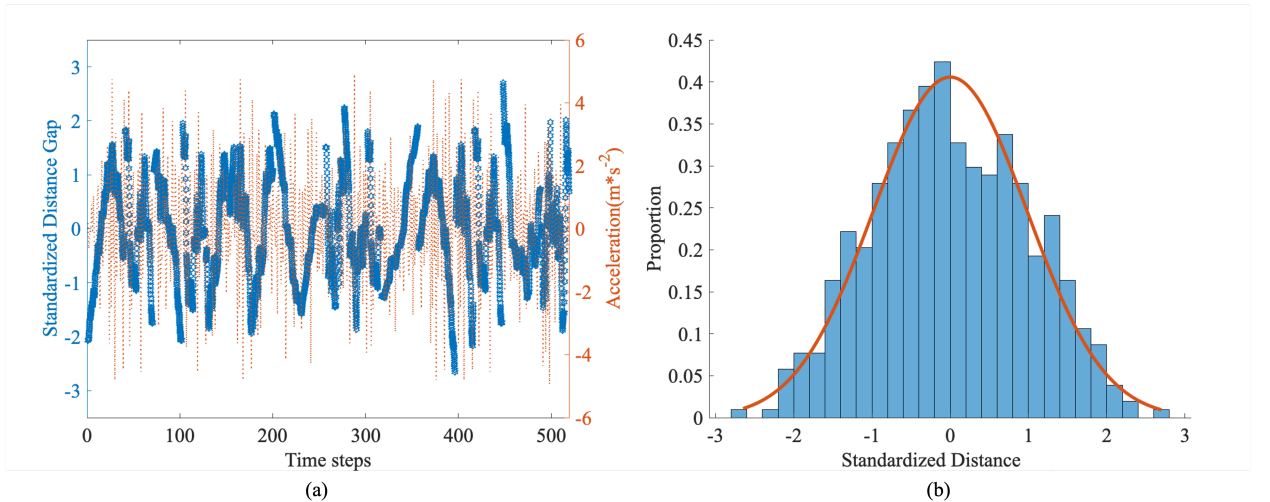 3
2
1
0
-1
-2
-3
Standardized Distance Gap
6
4
2
0
-2
-4
-6
Acceleration(m*s-2)
0 100 200 300 400 500
Time steps
(a)
0.45
0.4
0.35
0.3
0.25
0.2
0.15
0.1
0.05
0
Proportion
-3 -2 -1 0 1 2 3
Standardized Distance
(b)